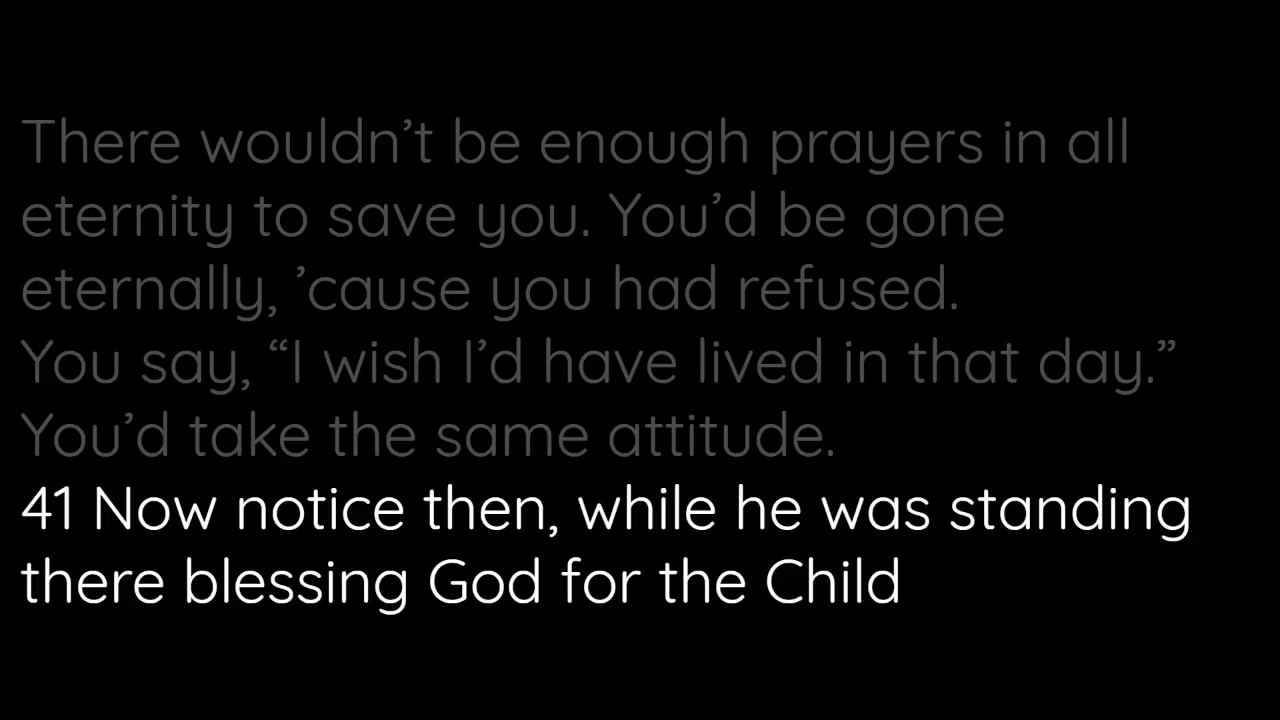 There wouldn’t be enough prayers in all
eternity to save you. You’d be gone
eternally, ’cause you had refused.
You say, “I wish I’d have lived in that day.”
You’d take the same attitude.
41 Now notice then, while he was standing
there blessing God for the Child